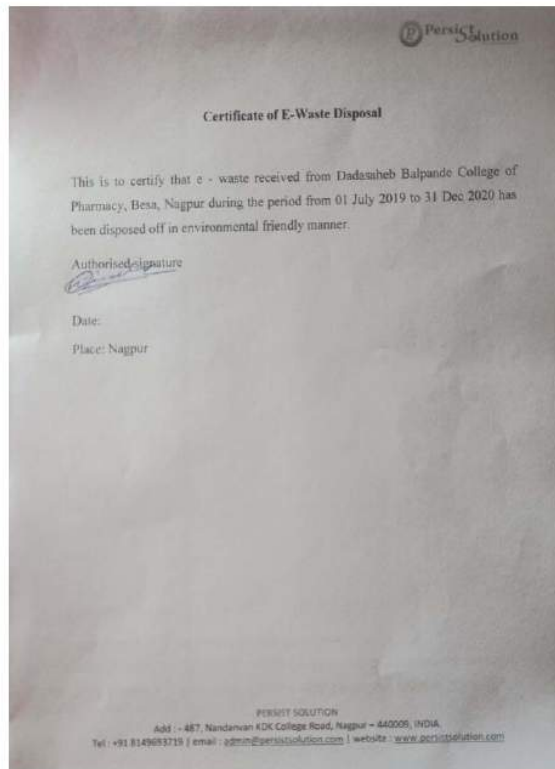 Persist
Solution
Certificate of E-Waste Disposal
This is to certify that e - waste received from Dadasaheb Balpande College of
Pharmacy, Besa, Nagpur during the period from 01 July 2019 to 31 Dec 2020 has
been disposed off in environmental friendly manner.
Authorised signature
Date:
Place: Nagpur
PERSIST SOLUTION
Add : - 487, Nandanvan KDK College Road, Nagpur – 440009, INDIA.
Tel : +91 8149693719 | email : admin@persistsolution.com | website : www.persistsolution.com